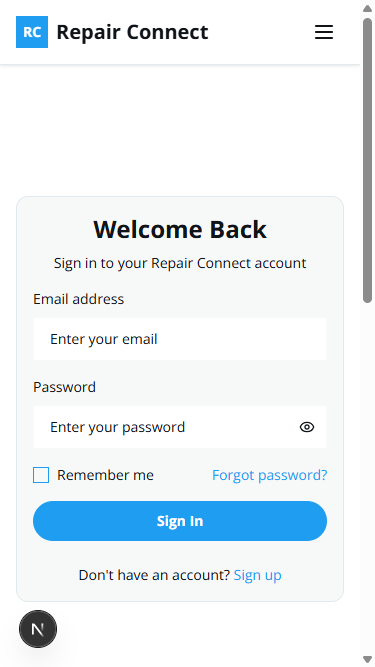 RC Repair Connect
Welcome Back
Sign in to your Repair Connect account
Email address
Enter your email
Password
Enter your password
Remember me Forgot password?
Sign In
Don't have an account? Sign up
N